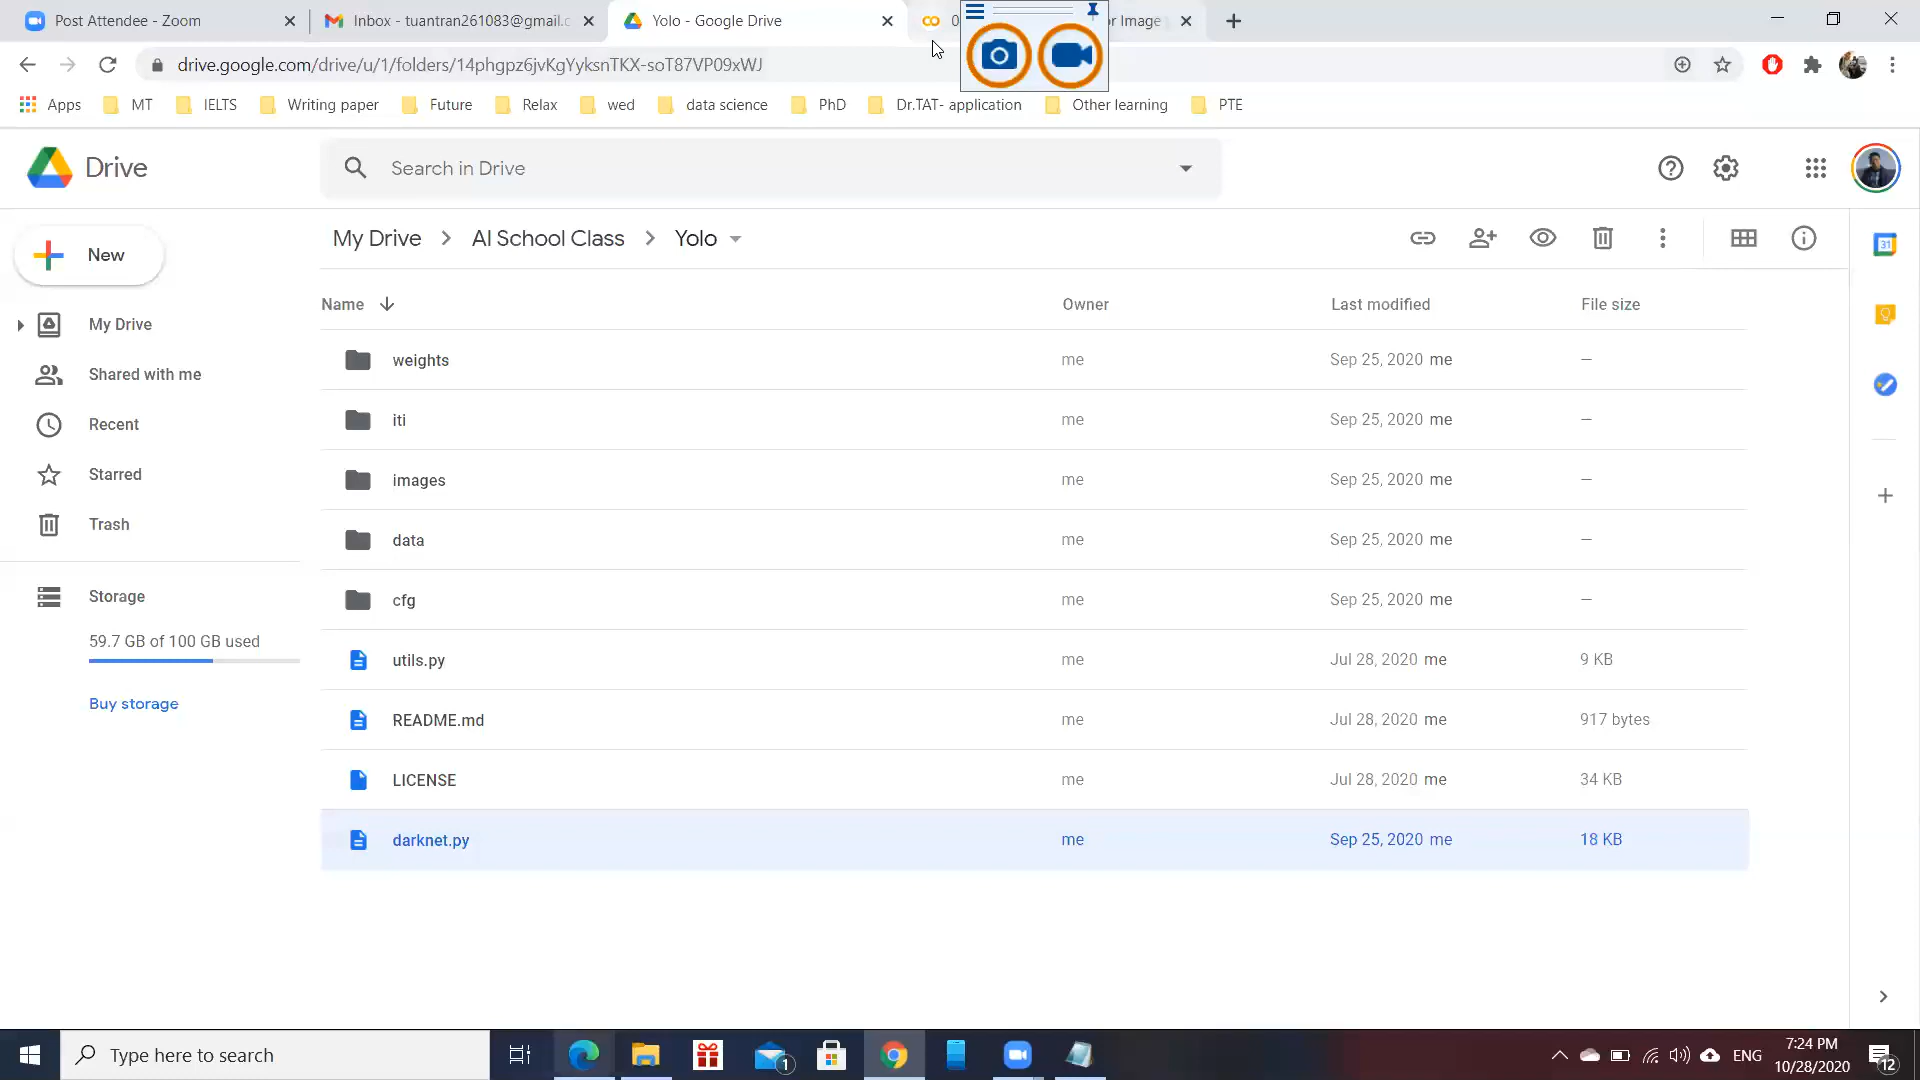 Post Attendee - Zoom
Inbox - tuantran261083@gmail.c
Yolo - Google Drive
or Image
drive.google.com/drive/u/1/folders/14phgpz6jvKgYyksnTKX-soT87VP09xWJ
Apps MT IELTS Writing paper Future Relax wed data science PhD Dr.TAT- application Other learning PTE
Drive
Search in Drive
New
My Drive
Shared with me
Recent
Starred
Trash
Storage
59.7 GB of 100 GB used
Buy storage
My Drive > AI School Class > Yolo
Name Owner Last modified File size
weights me Sep 25, 2020 me —
iti me Sep 25, 2020 me —
images me Sep 25, 2020 me —
data me Sep 25, 2020 me —
cfg me Sep 25, 2020 me —
utils.py me Jul 28, 2020 me 9 KB
README.md me Jul 28, 2020 me 917 bytes
LICENSE me Jul 28, 2020 me 34 KB
darknet.py me Sep 25, 2020 me 18 KB
31
Type here to search
1
ENG
7:24 PM
10/28/2020
12